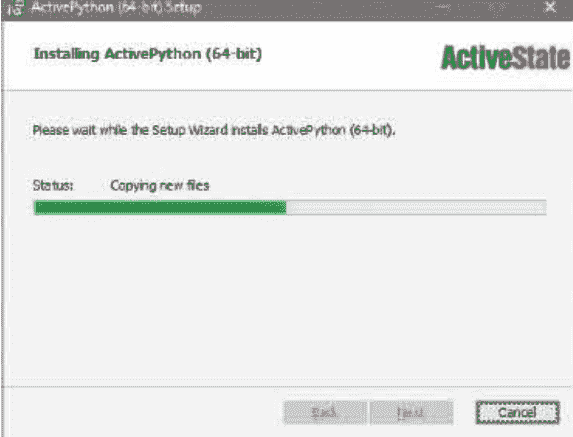 ActivePython (64-bit) Setup
Installing ActivePython (64-bit)
ActiveState
Please wait while the Setup Wizard installs ActivePython (64-bit).
Status: Copying new files
Back Next Cancel